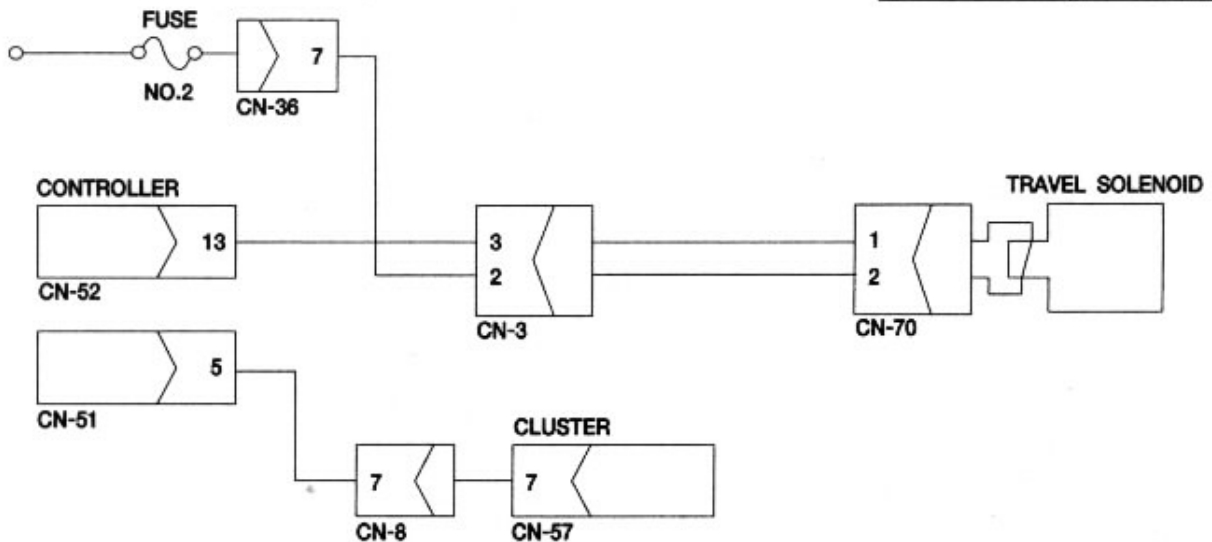 FUSE
NO.2
7
CN-36
CONTROLLER
13
CN-52
3
2
CN-3
1
2
CN-70
TRAVEL SOLENOID
5
CN-51
7
CN-8
CLUSTER
7
CN-57